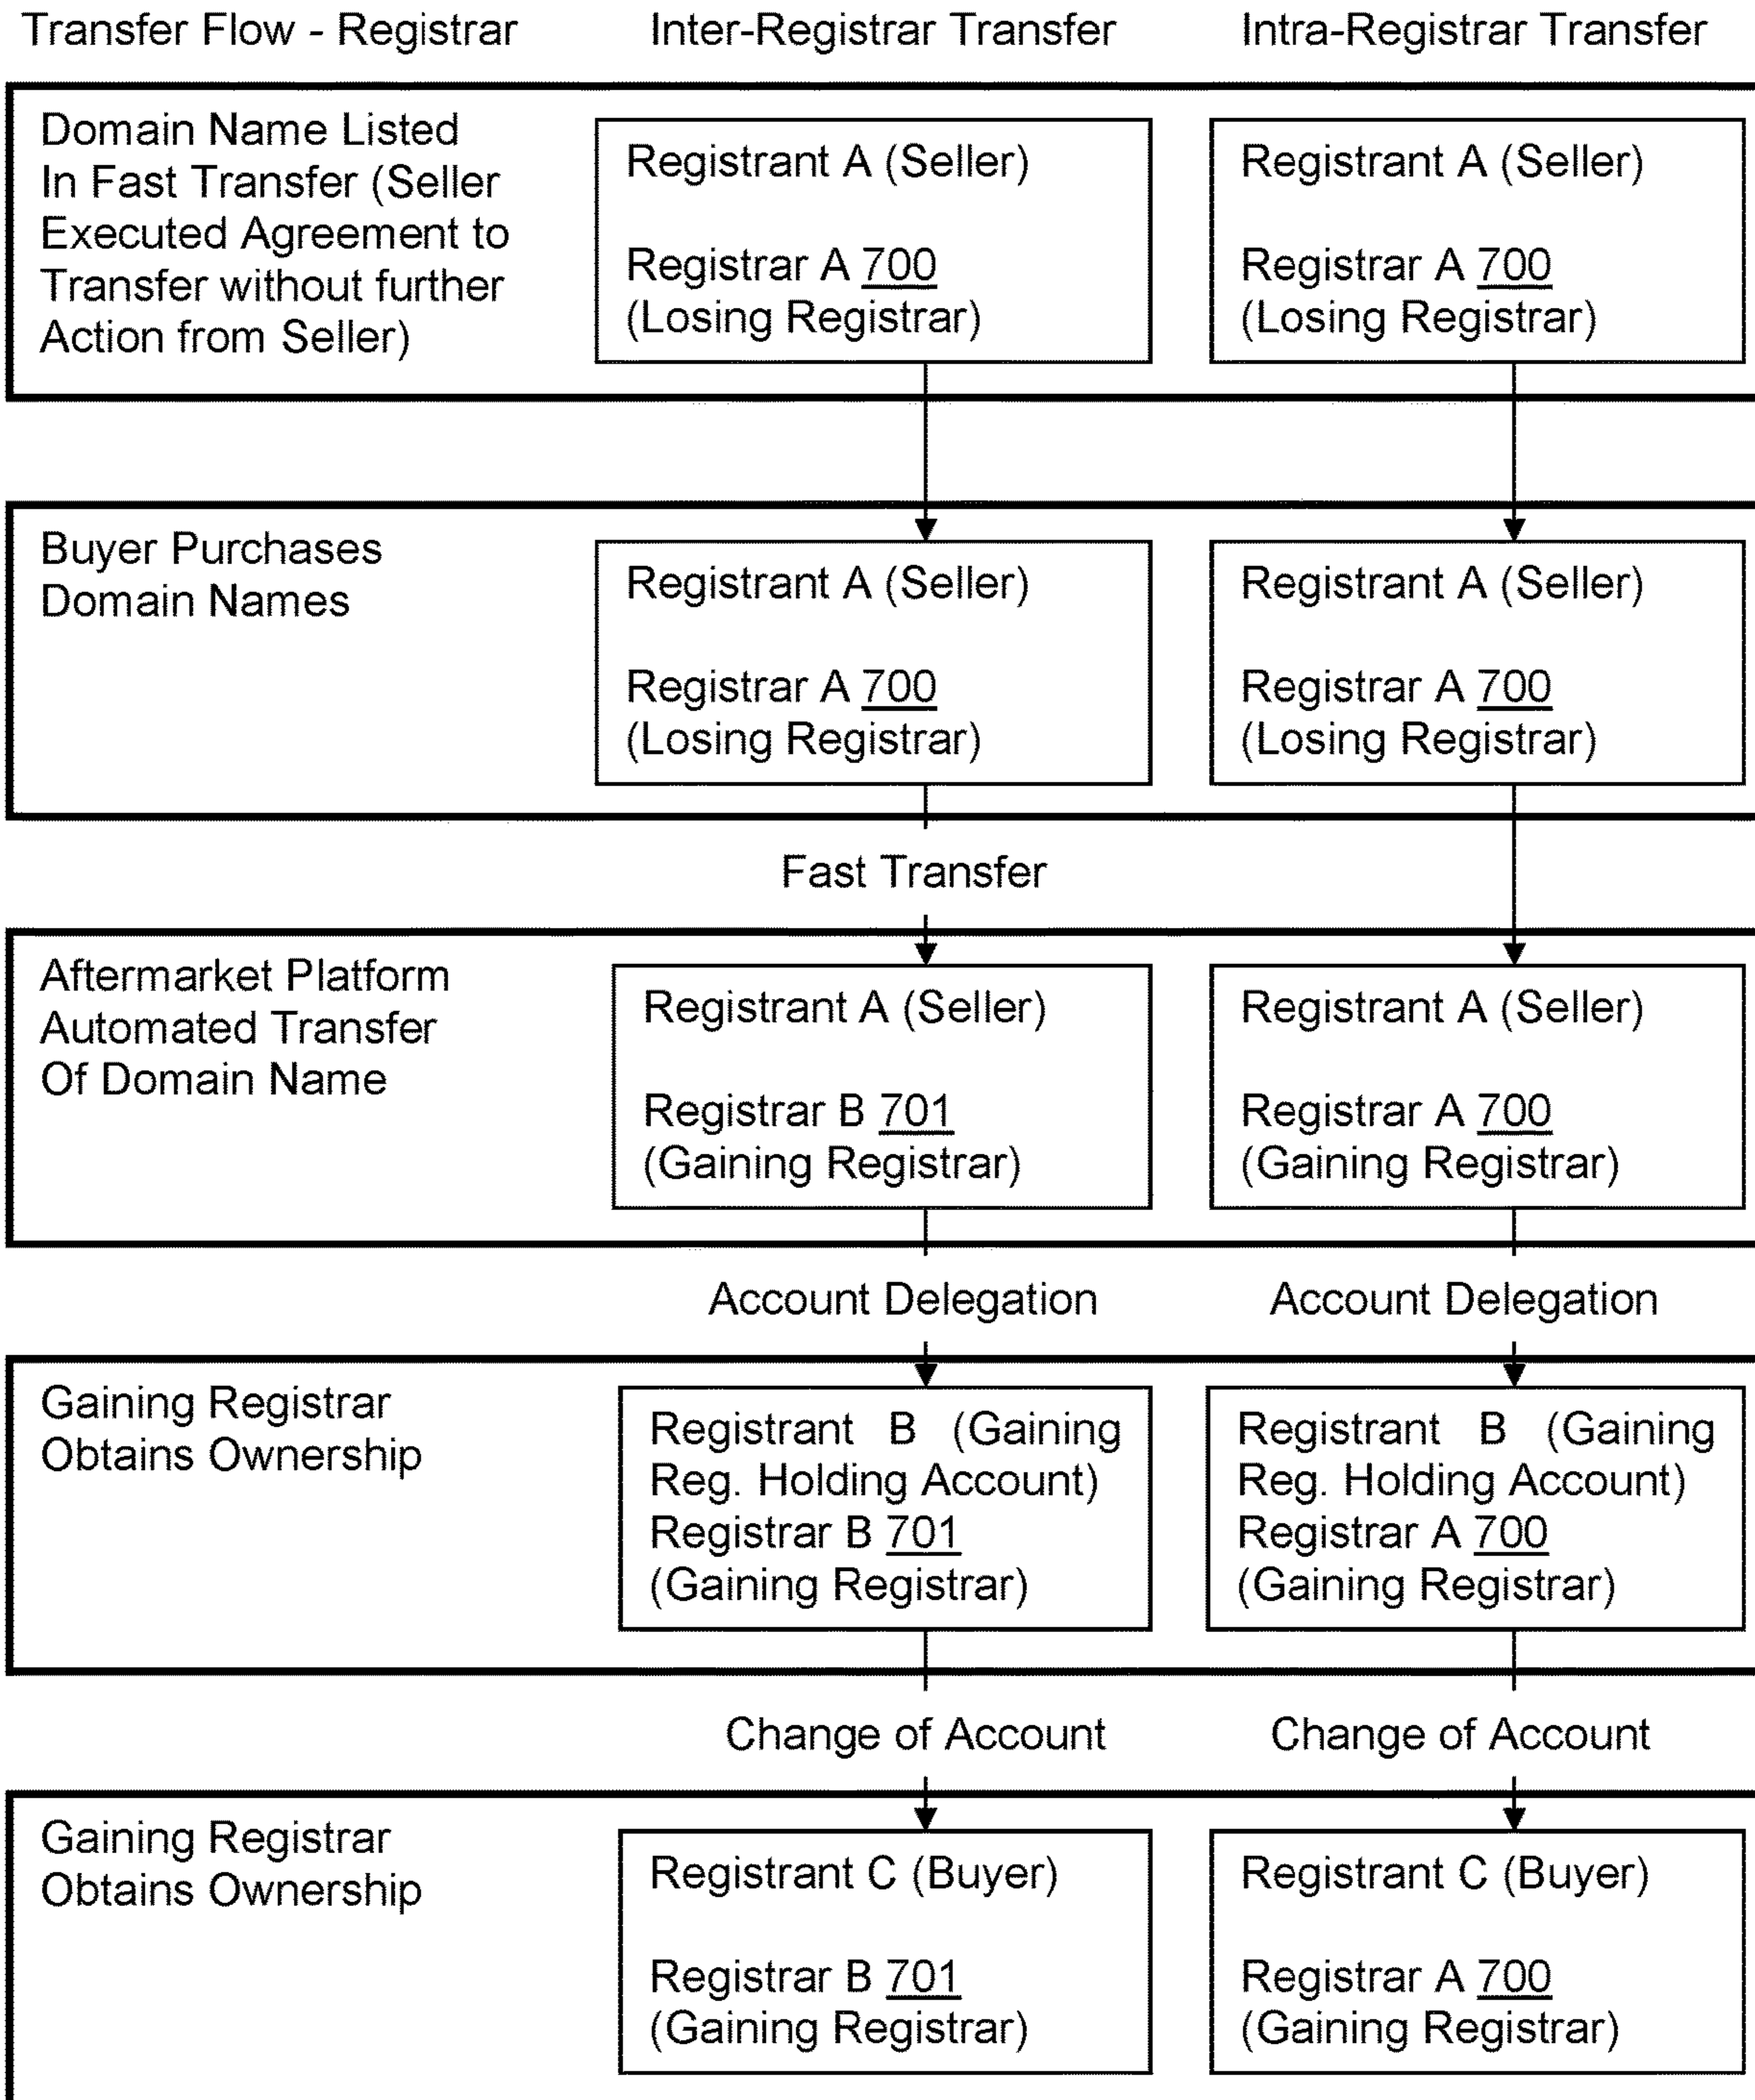 Transfer Flow - Registrar
Inter-Registrar Transfer
Intra-Registrar Transfer
Domain Name Listed
In Fast Transfer (Seller
Executed Agreement to
Transfer without further
Action from Seller)
Registrant A (Seller)
Registrar A 700
(Losing Registrar)
Registrant A (Seller)
Registrar A 700
(Losing Registrar)
Buyer Purchases
Domain Names
Registrant A (Seller)
Registrar A 700
(Losing Registrar)
Registrant A (Seller)
Registrar A 700
(Losing Registrar)
Fast Transfer
Aftermarket Platform
Automated Transfer
Of Domain Name
Registrant A (Seller)
Registrar B 701
(Gaining Registrar)
Registrant A (Seller)
Registrar A 700
(Gaining Registrar)
Account Delegation
Account Delegation
Gaining Registrar
Obtains Ownership
Registrant B (Gaining
Reg. Holding Account)
Registrar B 701
(Gaining Registrar)
Registrant B (Gaining
Reg. Holding Account)
Registrar A 700
(Gaining Registrar)
Change of Account
Change of Account
Gaining Registrar
Obtains Ownership
Registrant C (Buyer)
Registrar B 701
(Gaining Registrar)
Registrant C (Buyer)
Registrar A 700
(Gaining Registrar)